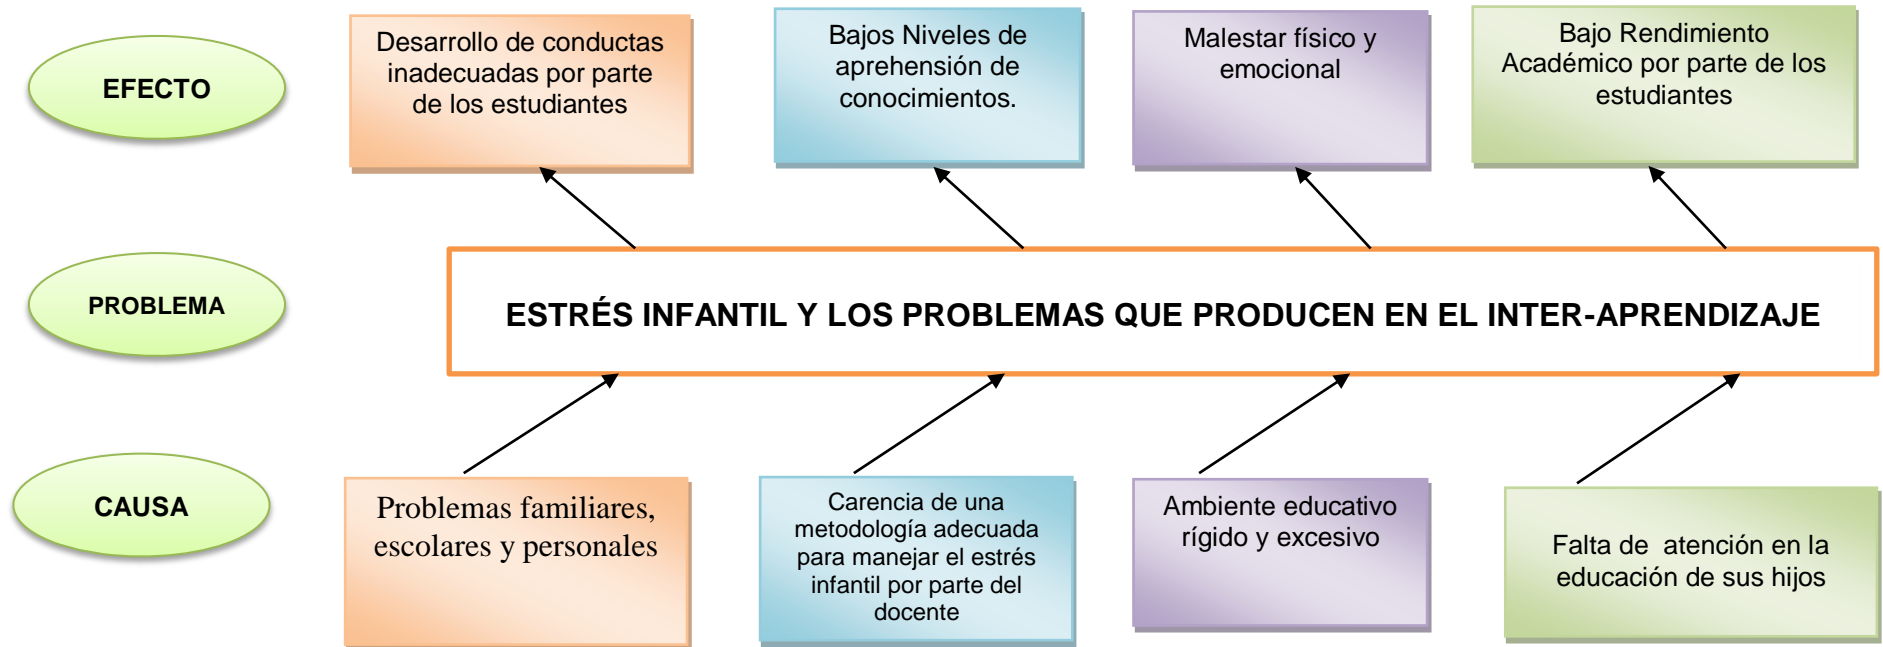 EFECTO
Desarrollo de conductas
inadecuadas por parte
de los estudiantes
Bajos Niveles de
aprehensión de
conocimientos.
Malestar físico y
emocional
Bajo Rendimiento
Académico por parte de los
estudiantes
PROBLEMA
ESTRÉS INFANTIL Y LOS PROBLEMAS QUE PRODUCEN EN EL INTER-APRENDIZAJE
CAUSA
Problemas familiares,
escolares y personales
Carencia de una
metodología adecuada
para manejar el estrés
infantil por parte del
docente
Ambiente educativo
rígido y excesivo
Falta de  atención en la
educación de sus hijos